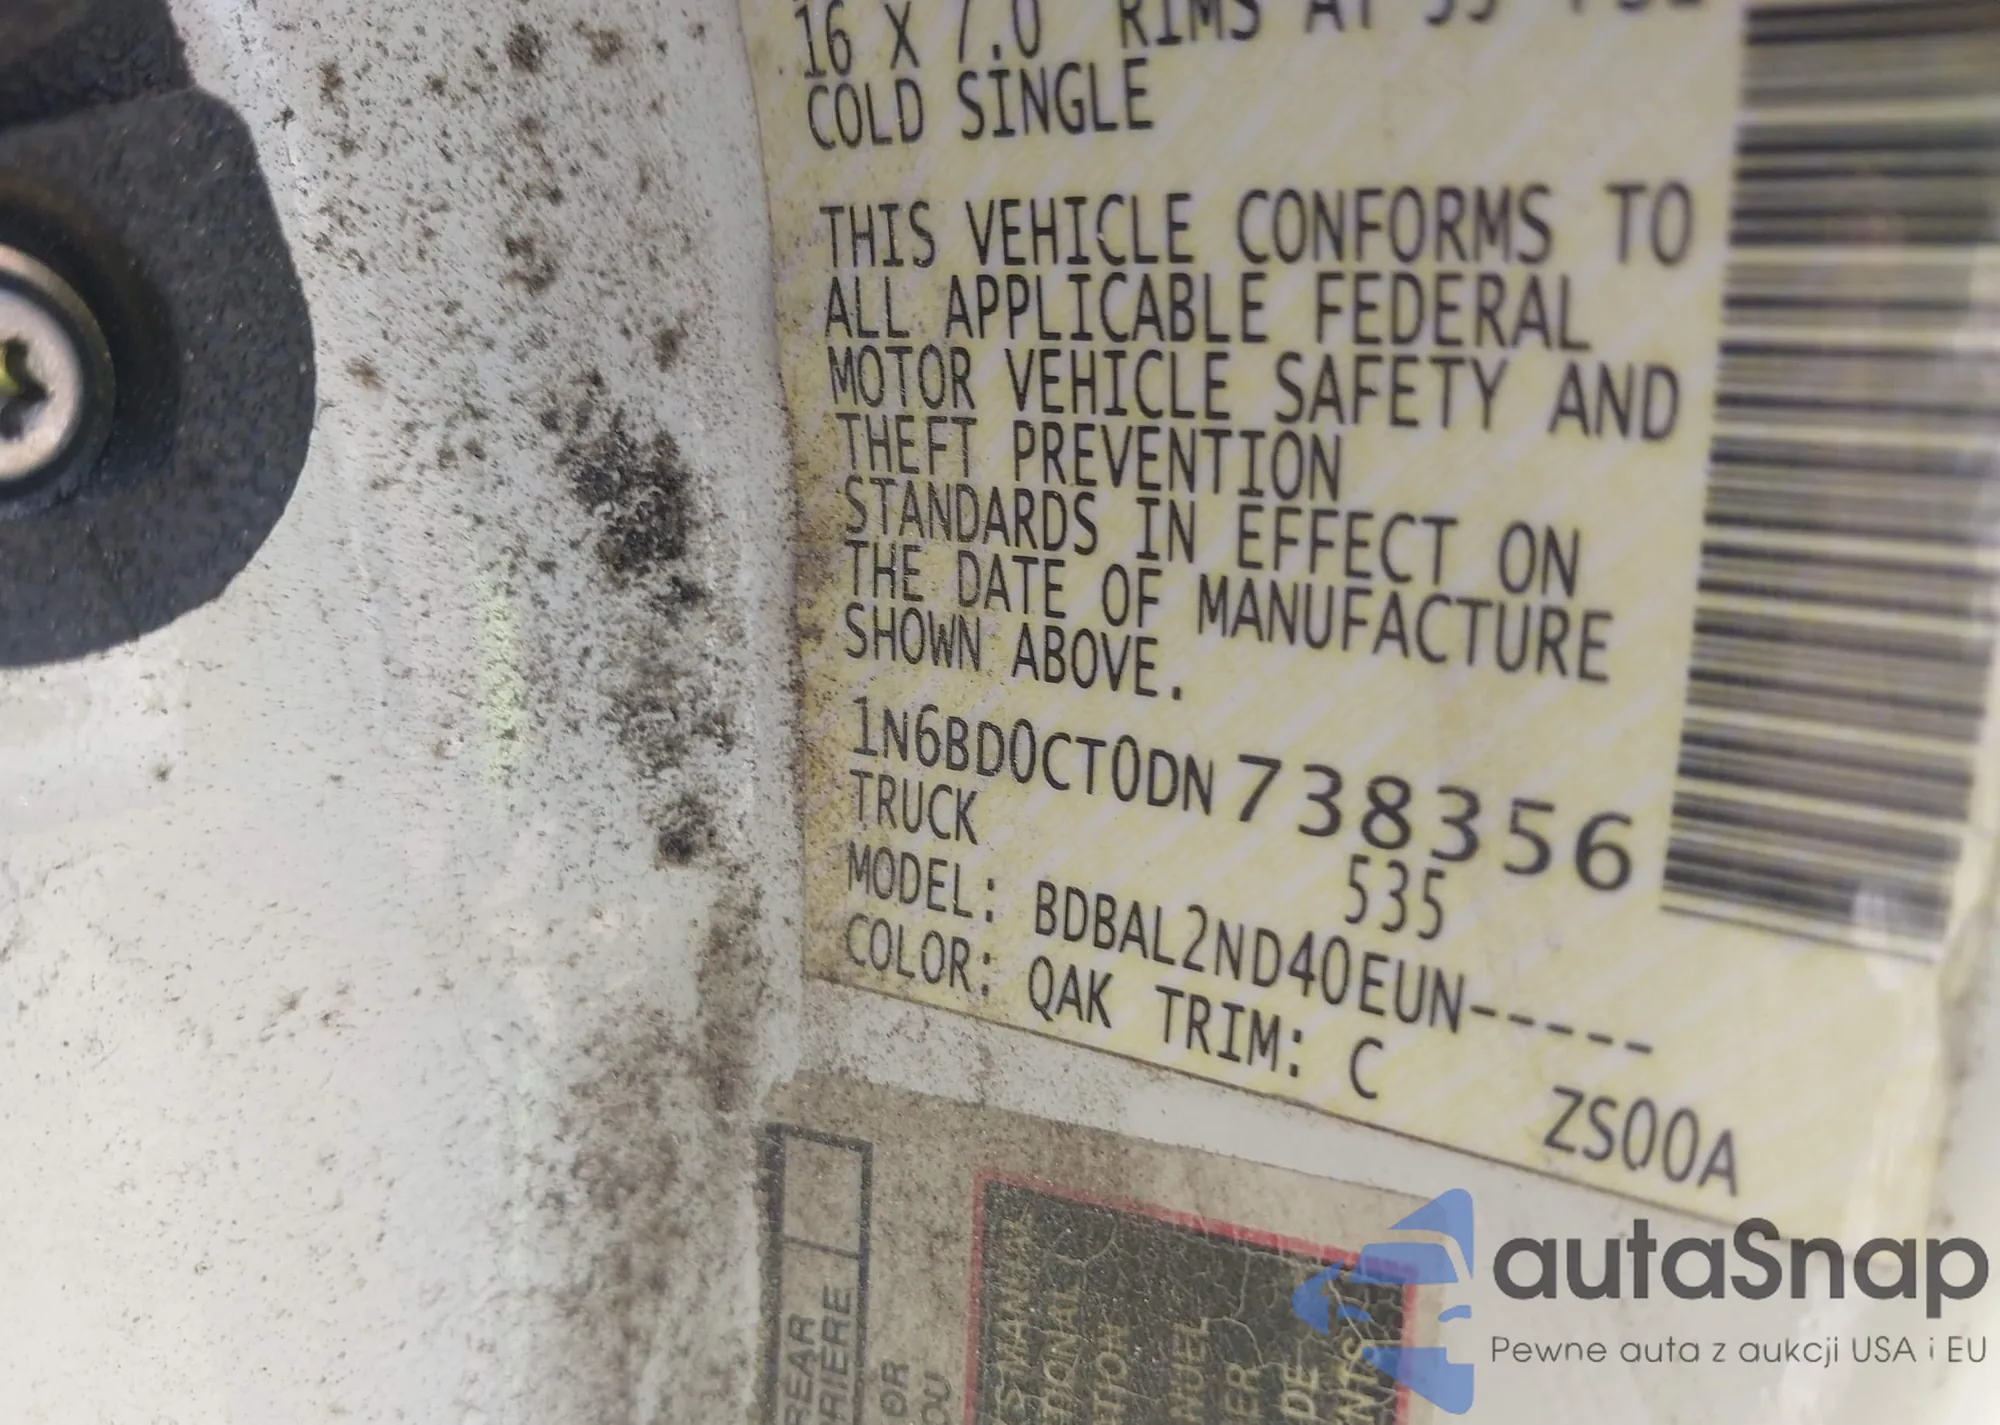 16 X 7.0 RIMS AT
COLD SINGLE
THIS VEHICLE CONFORMS TO
ALL APPLICABLE FEDERAL
MOTOR VEHICLE SAFETY AND
THEFT PREVENTION
STANDARDS IN EFFECT ON
THE DATE OF MANUFACTURE
SHOWN ABOVE.
1N6BD0CT0DN738356
TRUCK 535
MODEL: BDBAL2ND40EUN-----
COLOR: QAK TRIM: C ZS00A
REAR
OR
autaSnap
Pewne auta z aukcji USA i EU